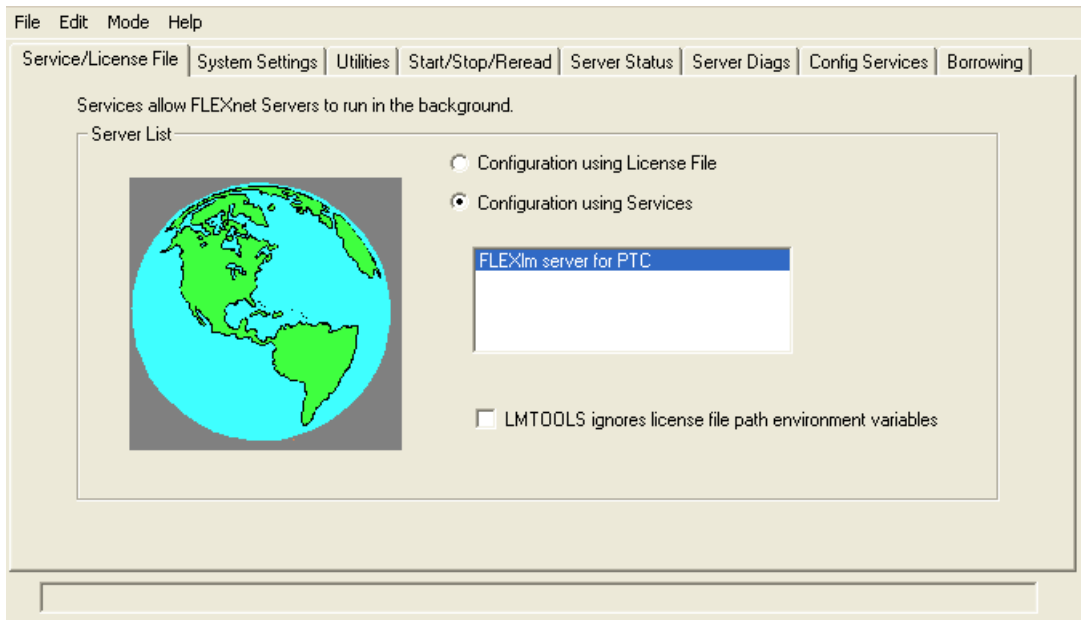 File Edit Mode Help
Service/License File System Settings Utilities Start/Stop/Reread Server Status Server Diags Config Services Borrowing
Services allow FLEXnet Servers to run in the background.
Server List
Configuration using License File
Configuration using Services
FLEXlm server for PTC
LMTOOLS ignores license file path environment variables